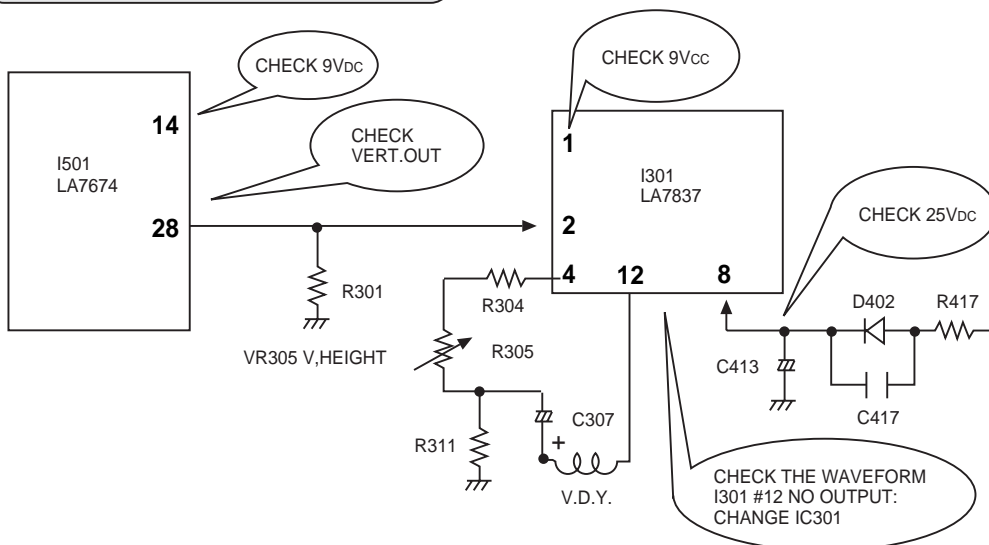 CHECK 9VDC
CHECK 9VCC
14
CHECK
VERT.OUT
I501
LA7674
28
1
I301
LA7837
2
4
12
8
CHECK 25VDC
R301
R304
VR305 V,HEIGHT
R305
D402
R417
C413
C417
R311
C307
+
V.D.Y.
CHECK THE WAVEFORM
I301 #12 NO OUTPUT:
CHANGE IC301